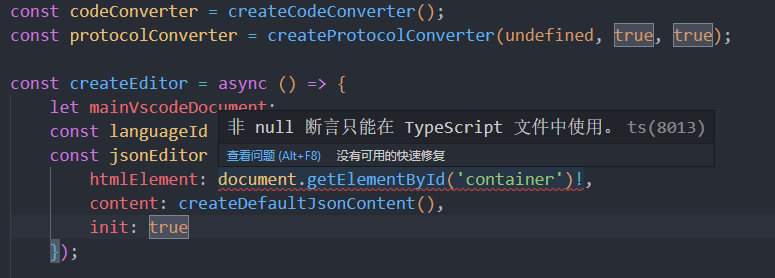 const codeConverter = createCodeConverter();
const protocolConverter = createProtocolConverter(undefined, true, true);
const createEditor = async () => {
let mainVscodeDocument;
const languageId
非 null 断言只能在 TypeScript 文件中使用。 ts(8013)
查看问题 (Alt+F8) 没有可用的快速修复
const jsonEditor
htmlElement: document.getElementById('container')!,
content: createDefaultJsonContent(),
init: true
});